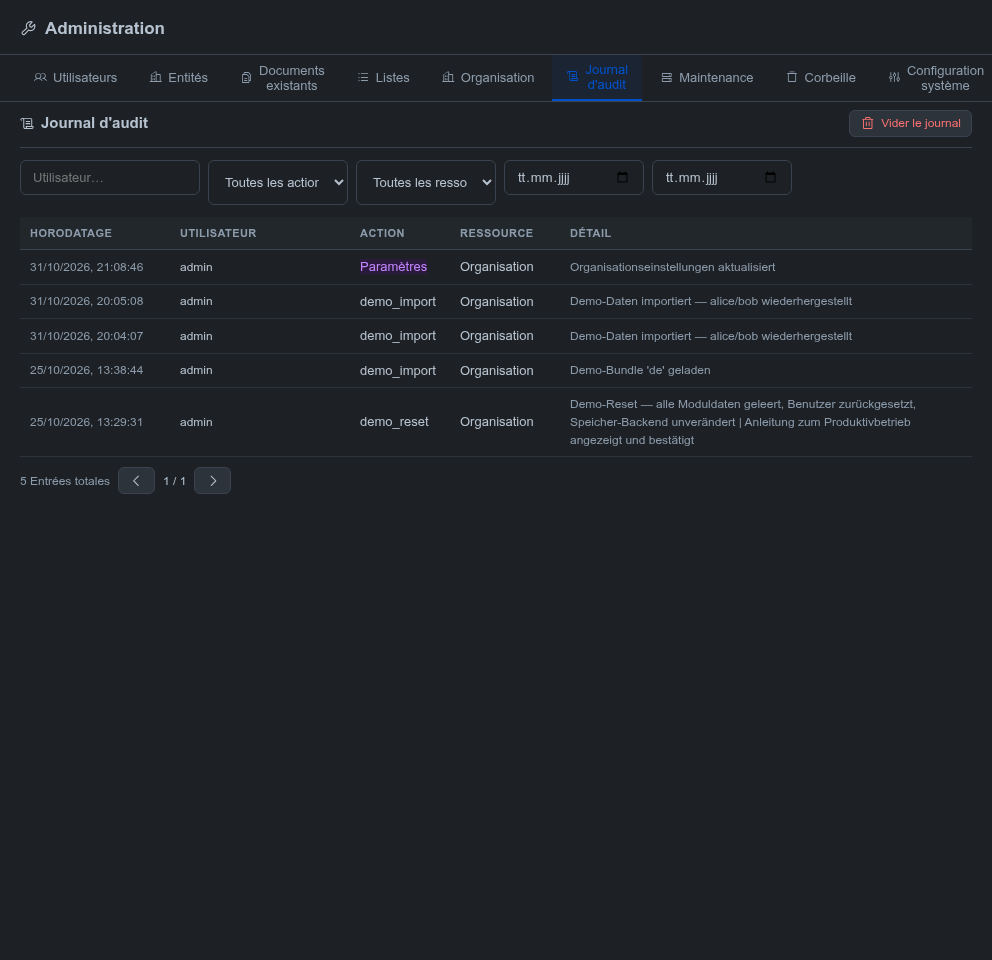 Administration
Utilisateurs
Entités
Documents
existants
Listes
Organisation
Journal
d'audit
Maintenance
Corbeille
Configuration
système
Journal d'audit
Vider le journal
Utilisateur…
Toutes les action
Toutes les resso
tt.mm.jjjj
tt.mm.jjjj
HORODATAGE UTILISATEUR ACTION RESSOURCE DÉTAIL
31/10/2026, 21:08:46 admin Paramètres Organisation Organisationseinstellungen aktualisiert
31/10/2026, 20:05:08 admin demo_import Organisation Demo-Daten importiert — alice/bob wiederhergestellt
31/10/2026, 20:04:07 admin demo_import Organisation Demo-Daten importiert — alice/bob wiederhergestellt
25/10/2026, 13:38:44 admin demo_import Organisation Demo-Bundle 'de' geladen
25/10/2026, 13:29:31 admin demo_reset Organisation Demo-Reset — alle Moduldaten geleert, Benutzer zurückgesetzt,
Speicher-Backend unverändert | Anleitung zum Produktivbetrieb
angezeigt und bestätigt
5 Entrées totales
1 / 1